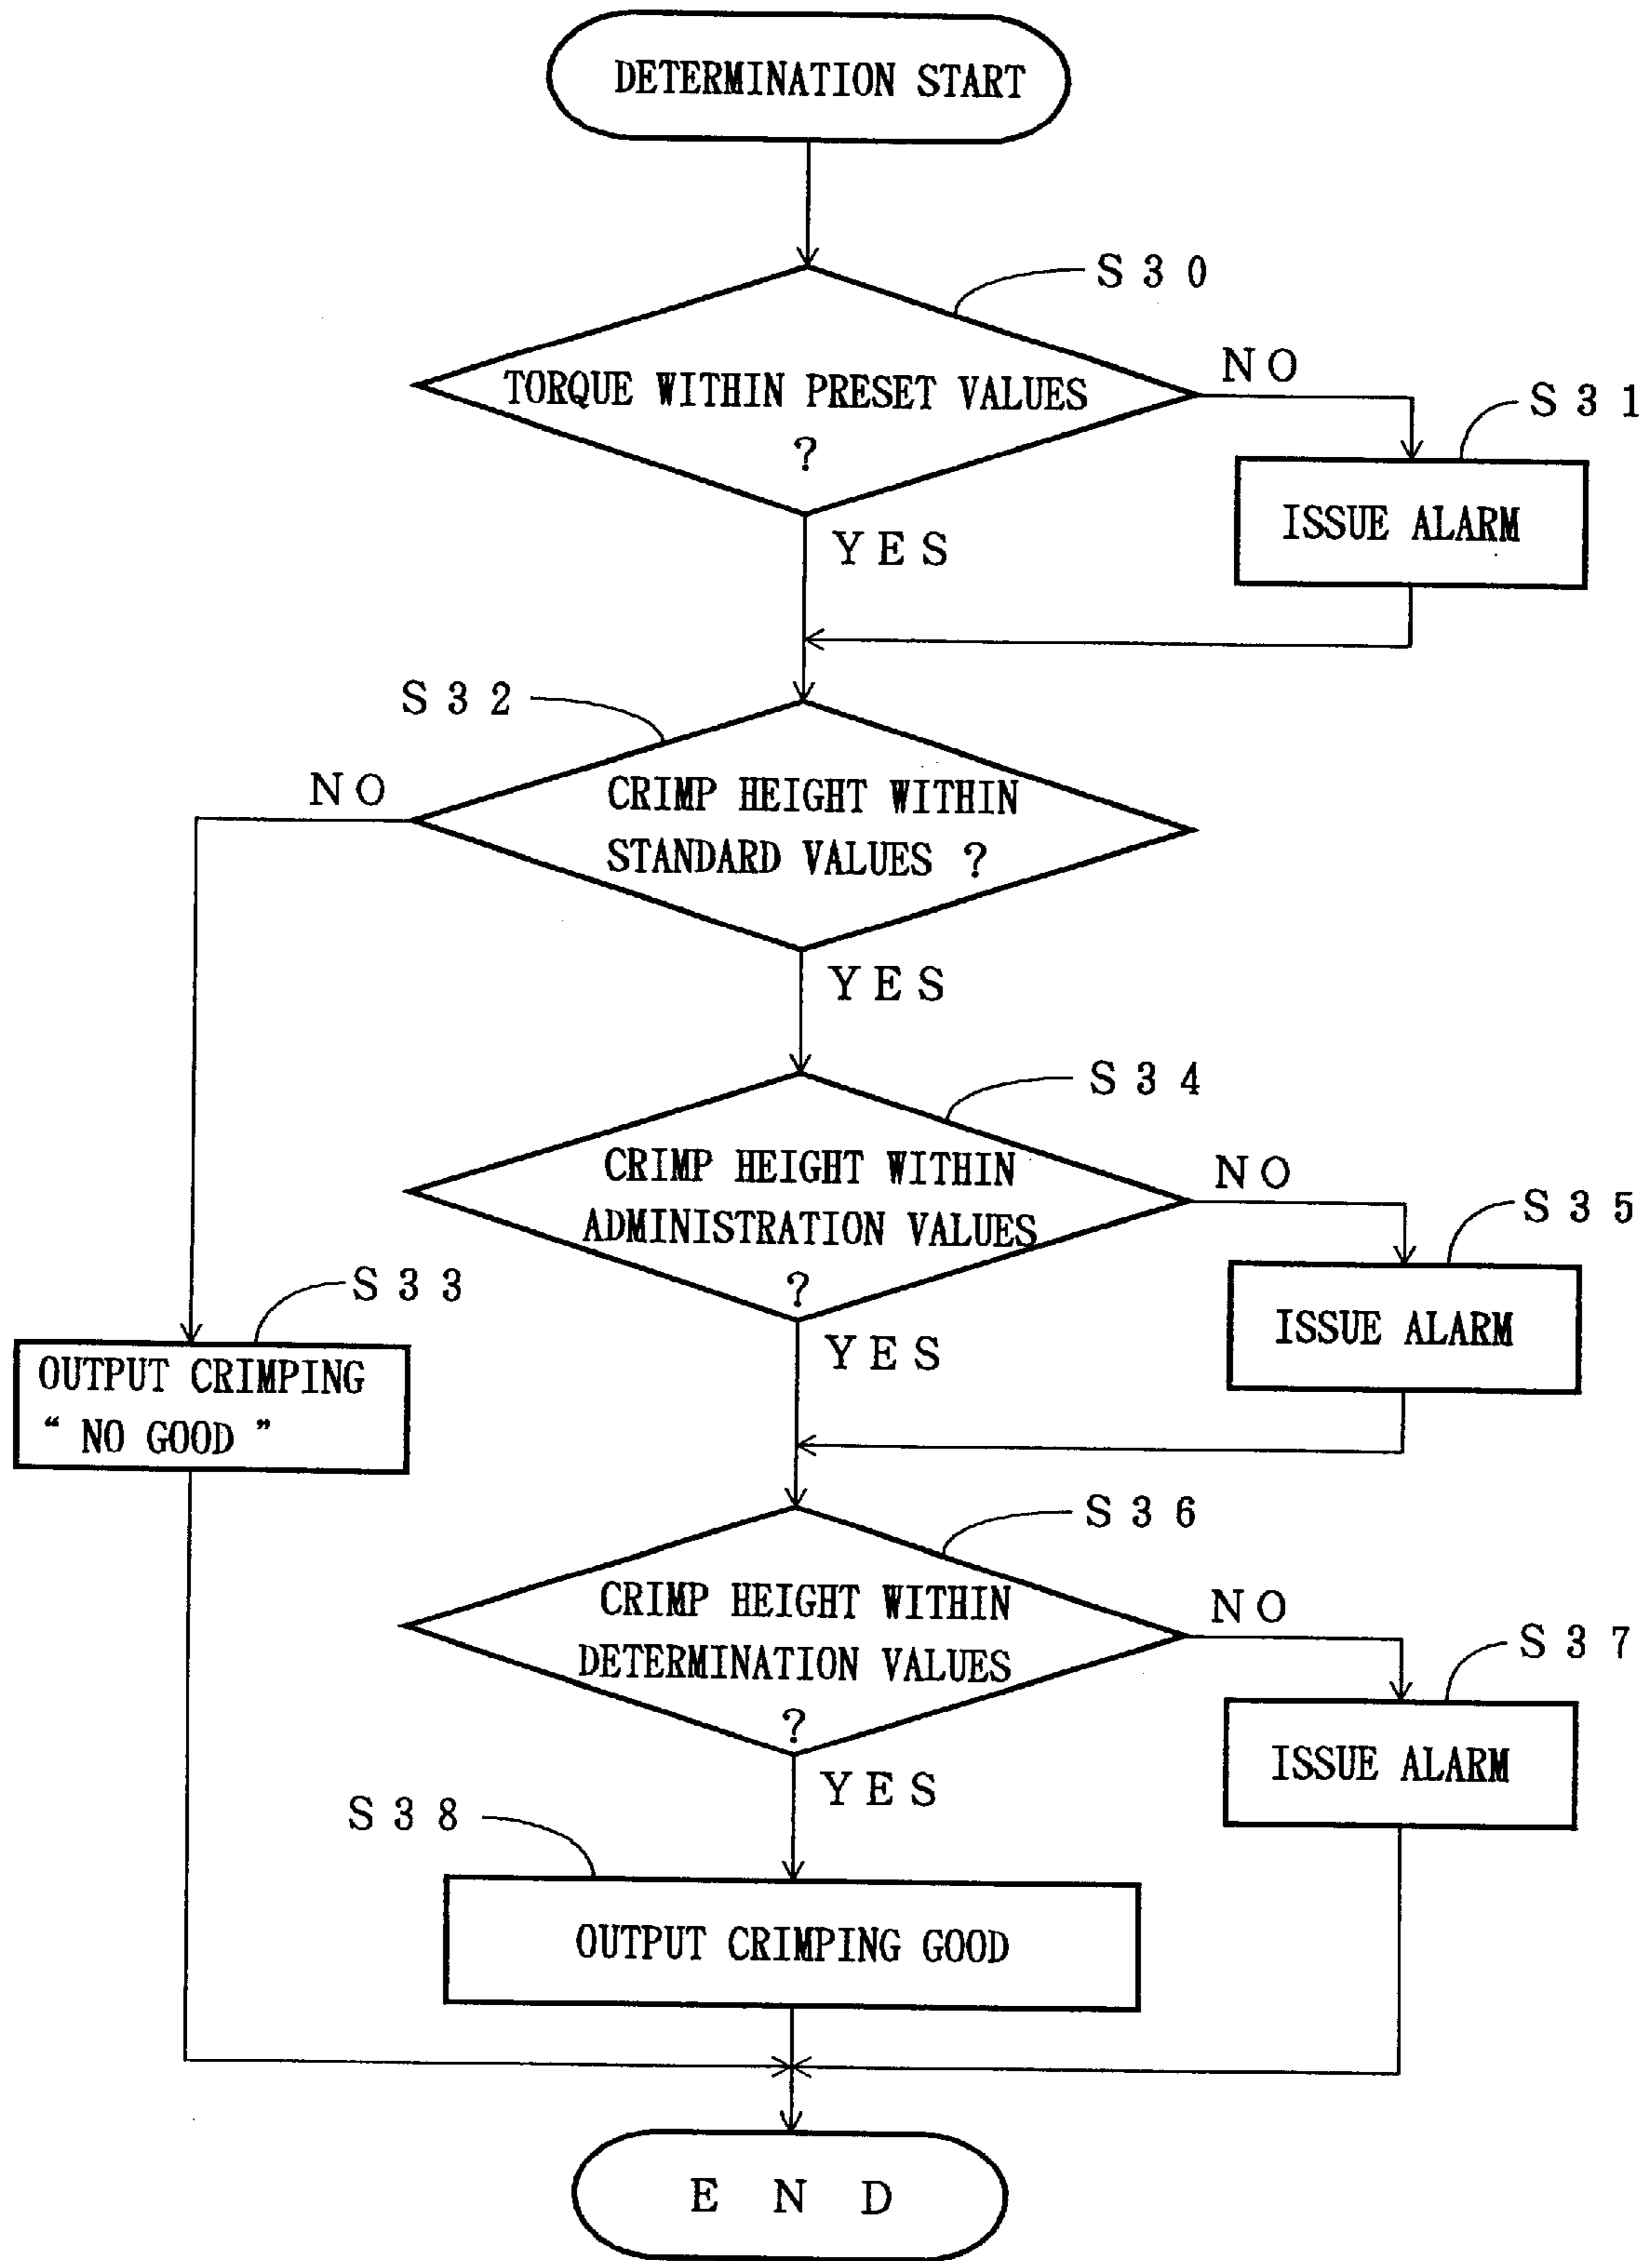 DETERMINATION START
S30
TORQUE WITHIN PRESET VALUES
?
NO
S31
ISSUE ALARM
YES
S32
NO
CRIMP HEIGHT WITHIN
STANDARD VALUES ?
YES
S34
CRIMP HEIGHT WITHIN
ADMINISTRATION VALUES
?
NO
S35
ISSUE ALARM
S33
OUTPUT CRIMPING
“ NO GOOD ”
YES
S36
CRIMP HEIGHT WITHIN
DETERMINATION VALUES
?
NO
S37
ISSUE ALARM
YES
S38
OUTPUT CRIMPING GOOD
END